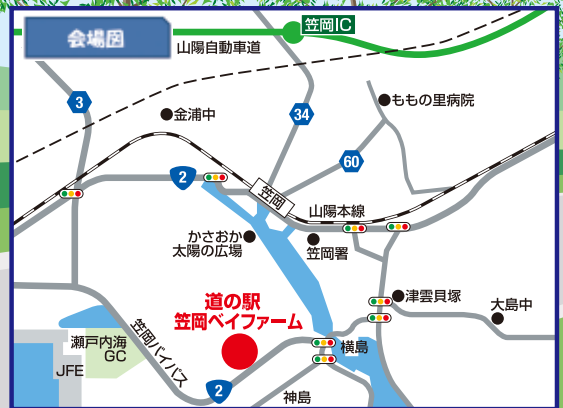 会場図
山陽自動車道
笠岡IC
3
金浦中
34
ももの里病院
60
2
笠岡
山陽本線
かさおか
太陽の広場
笠岡署
道の駅
笠岡ベイファーム
津雲貝塚
大島中
瀬戸内海
GC
JFE
笠岡バイパス
2
横島
神島